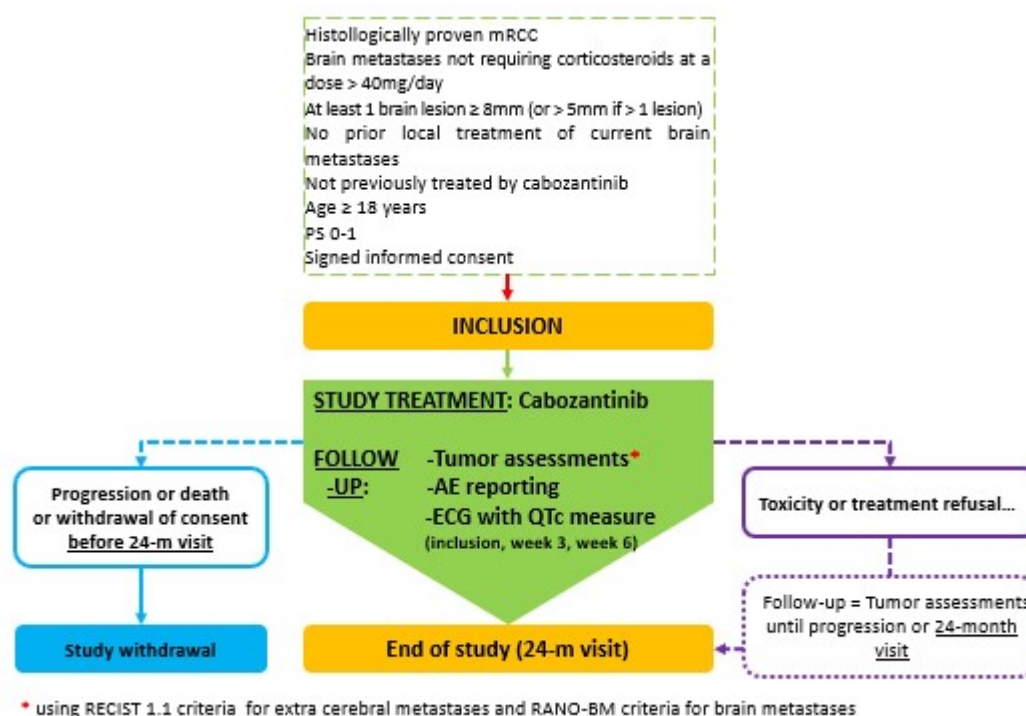 Histollogically proven mRCC
Brain metastases not requiring corticosteroids at a
dose > 40mg/day
At least 1 brain lesion ≥ 8mm (or > 5mm if > 1 lesion)
No prior local treatment of current brain
metastases
Not previously treated by cabozantinib
Age ≥ 18 years
PS 0-1
Signed informed consent
INCLUSION
STUDY TREATMENT: Cabozantinib
FOLLOW -Tumor assessments*
-UP: -AE reporting
-ECG with QTc measure
(inclusion, week 3, week 6)
Progression or death
or withdrawal of consent
before 24-m visit
Study withdrawal
Toxicity or treatment refusal...
Follow-up = Tumor assessments
until progression or 24-month
visit
End of study (24-m visit)
* using RECIST 1.1 criteria for extra cerebral metastases and RANO-BM criteria for brain metastases